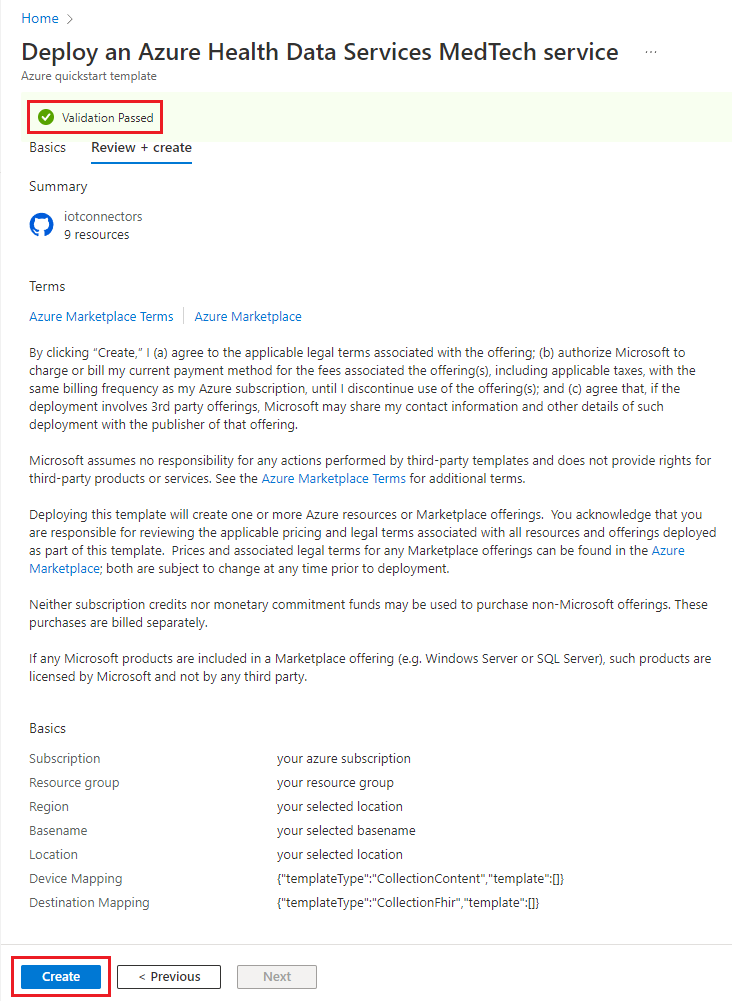 Home >
Deploy an Azure Health Data Services MedTech service ...
Azure quickstart template
Validation Passed
Basics Review + create
Summary
iotconnectors
9 resources
Terms
Azure Marketplace Terms Azure Marketplace
By clicking “Create,” I (a) agree to the applicable legal terms associated with the offering; (b) authorize Microsoft to
charge or bill my current payment method for the fees associated the offering(s), including applicable taxes, with the
same billing frequency as my Azure subscription, until I discontinue use of the offering(s); and (c) agree that, if the
deployment involves 3rd party offerings, Microsoft may share my contact information and other details of such
deployment with the publisher of that offering.
Microsoft assumes no responsibility for any actions performed by third-party templates and does not provide rights for
third-party products or services. See the Azure Marketplace Terms for additional terms.
Deploying this template will create one or more Azure resources or Marketplace offerings.  You acknowledge that you
are responsible for reviewing the applicable pricing and legal terms associated with all resources and offerings deployed
as part of this template.  Prices and associated legal terms for any Marketplace offerings can be found in the Azure
Marketplace; both are subject to change at any time prior to deployment.
Neither subscription credits nor monetary commitment funds may be used to purchase non-Microsoft offerings. These
purchases are billed separately.
If any Microsoft products are included in a Marketplace offering (e.g. Windows Server or SQL Server), such products are
licensed by Microsoft and not by any third party.
Basics
Subscription your azure subscription
Resource group your resource group
Region your selected location
Basename your selected basename
Location your selected location
Device Mapping {"templateType":"CollectionContent","template":[]}
Destination Mapping {"templateType":"CollectionFhir","template":[]}
Create < Previous Next